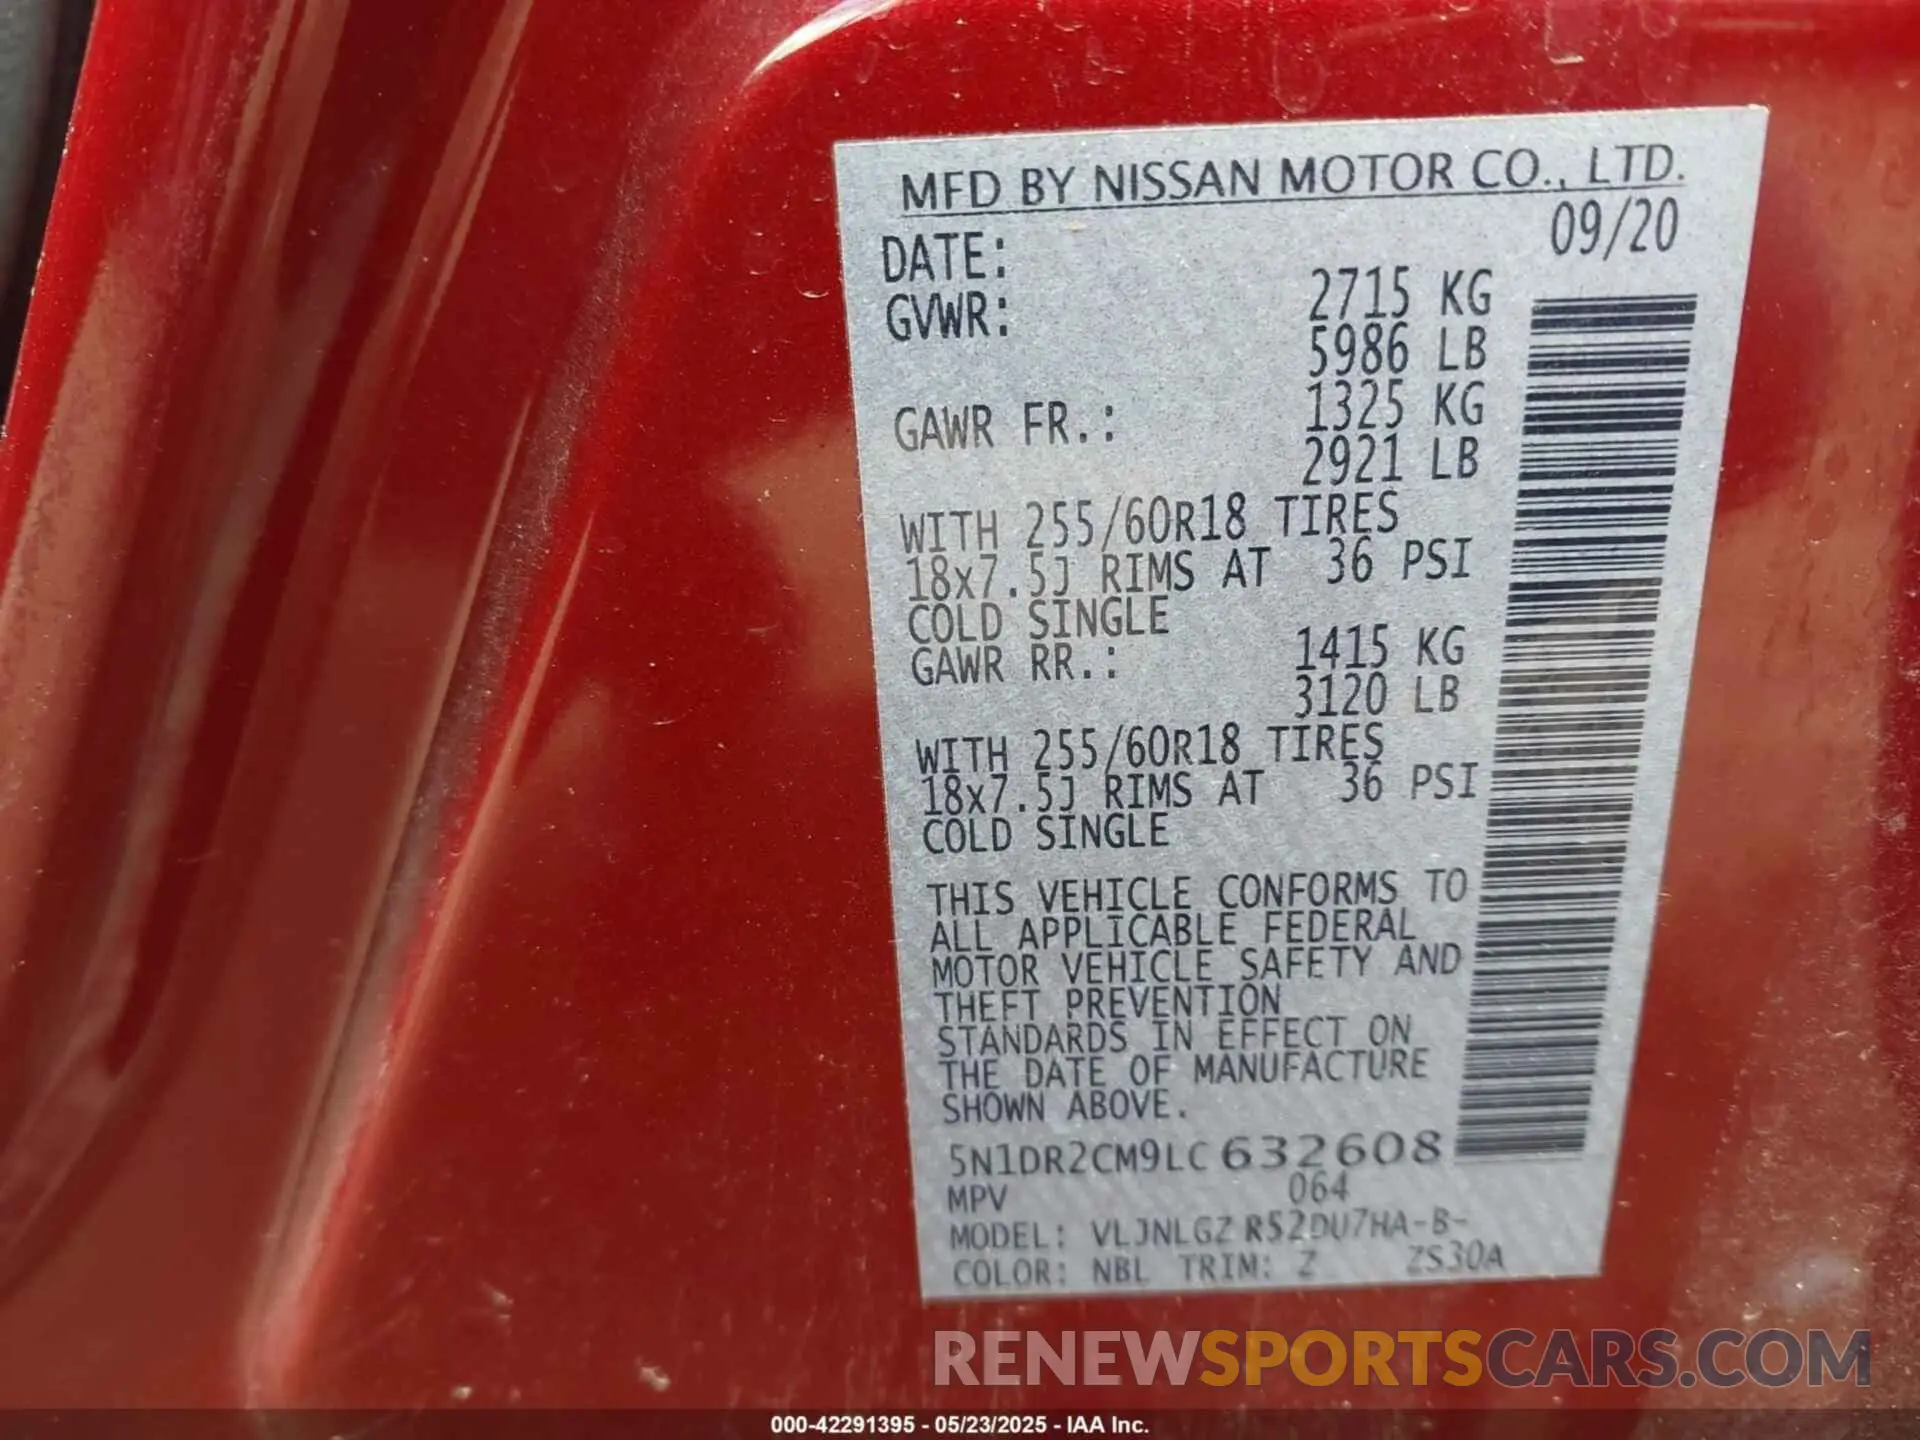 MFD BY NISSAN MOTOR CO., LTD.
DATE: 09/20
GVWR: 2715 KG
5986 LB
GAWR FR.: 1325 KG
2921 LB
WITH 255/60R18 TIRES
18x7.5J RIMS AT 36 PSI
COLD SINGLE
GAWR RR.: 1415 KG
3120 LB
WITH 255/60R18 TIRES
18x7.5J RIMS AT 36 PSI
COLD SINGLE
THIS VEHICLE CONFORMS TO
ALL APPLICABLE FEDERAL
MOTOR VEHICLE SAFETY AND
THEFT PREVENTION
STANDARDS IN EFFECT ON
THE DATE OF MANUFACTURE
SHOWN ABOVE.
5N1DR2CM9LC632608
MPV 064
MODEL: VLJNLGZ R52DU7HA-B-
COLOR: NBL TRIM: Z ZS30A
RENEWSPORTSCARS.COM
000-42291395 - 05/23/2025 - IAA Inc.